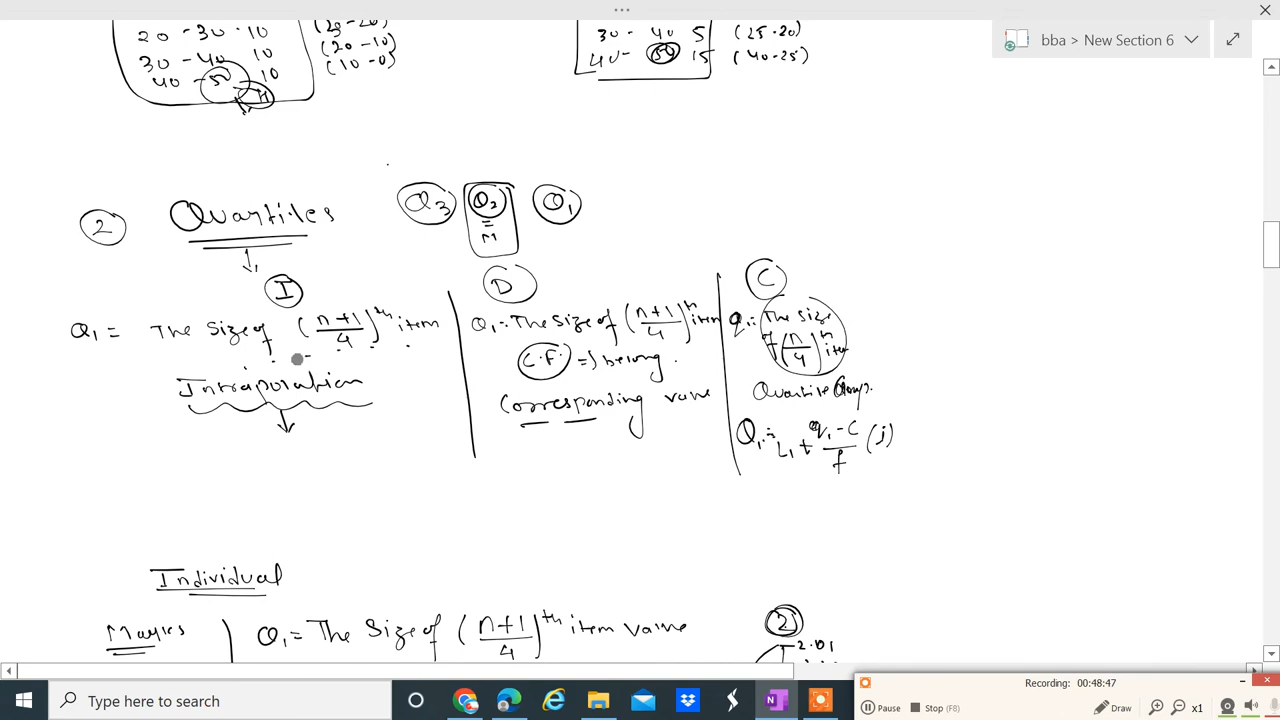 bba > New Section 6
20 - 30 - 10
30 - 40 10 (20 - 10)
40 - 50 - 10 (10 - 0)
30 - 40 5 (25 - 20)
40 - 50 15 (40 - 25)
2 Quartiles Q3 Q2 Q1
= M
I D C
Q1 = The Size of (n+1/4)th item
Intrapolation
Q1 = The Size of (n+1/4)th item
C.F. => belong.
Corresponding value
q1 = The Size
of (n/4)th item
Quartile
Q1 = L1 + q1 - c / f (i)
Individual
Marks Q1 = The Size of (n+1/4)th item value
2
2.01
Type here to search
Recording: 00:48:47
Pause Stop (F8) Draw x1